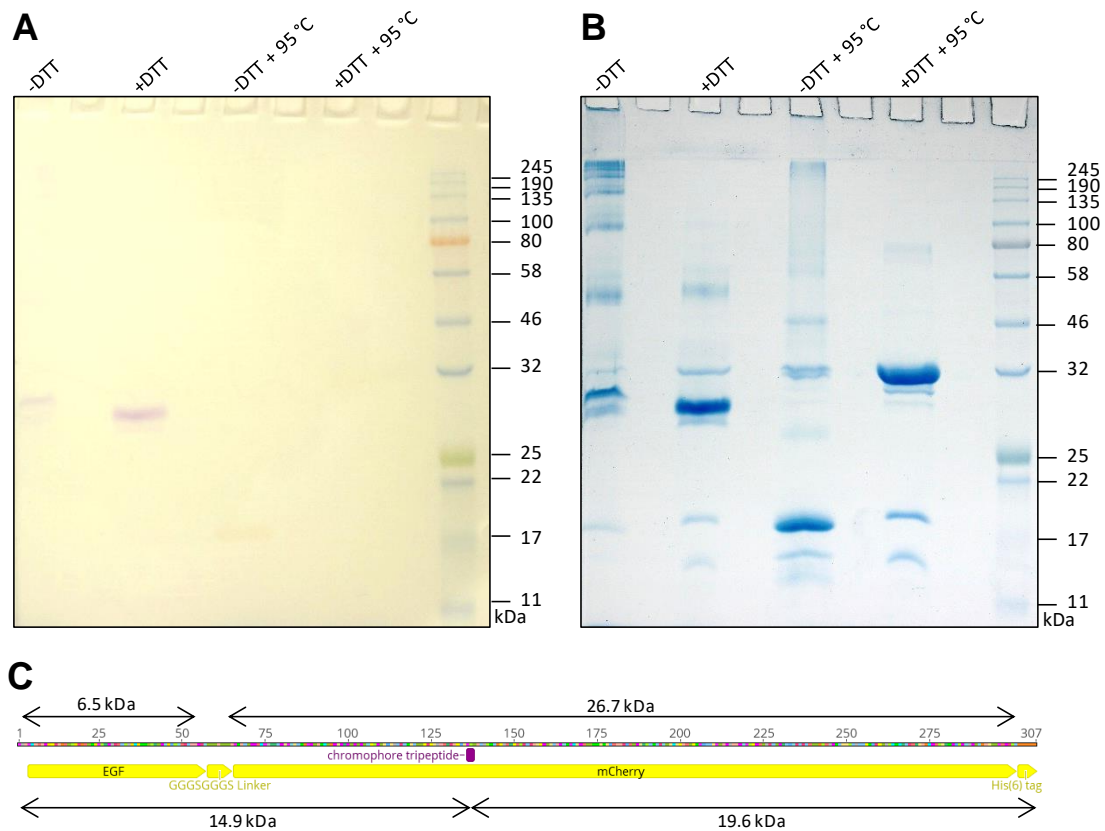 A
-DTT
+DTT
-DTT + 95 °C
+DTT + 95 °C
245
190
135
100
80
58
46
32
25
22
17
11
kDa
B
-DTT
+DTT
-DTT + 95 °C
+DTT + 95 °C
245
190
135
100
80
58
46
32
25
22
17
11
kDa
C
6.5 kDa
26.7 kDa
1 25 50 75 100 125 150 175 200 225 250 275 307
chromophore tripeptide
EGF
mCherry
GGGSGGGS Linker
His(6) tag
14.9 kDa
19.6 kDa